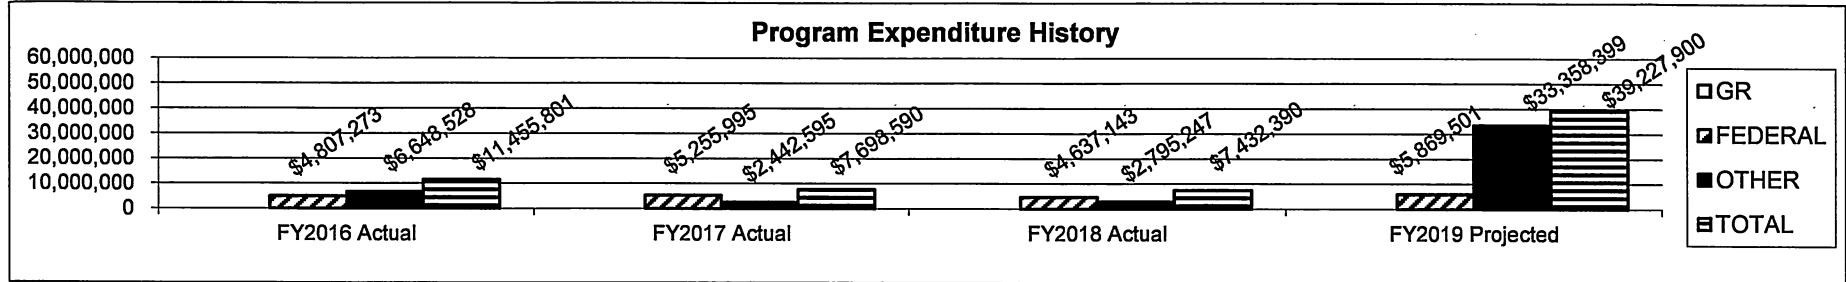 Program Expenditure History
60,000,000
50,000,000
40,000,000
30,000,000
20,000,000
10,000,000
0
$4,807,273
$6,648,528
$11,455,801
$5,255,995
$2,442,595
$7,698,590
$4,637,143
$2,795,247
$7,432,390
$5,869,501
$33,358,399
$39,227,900
FY2016 Actual
FY2017 Actual
FY2018 Actual
FY2019 Projected
GR
FEDERAL
OTHER
TOTAL